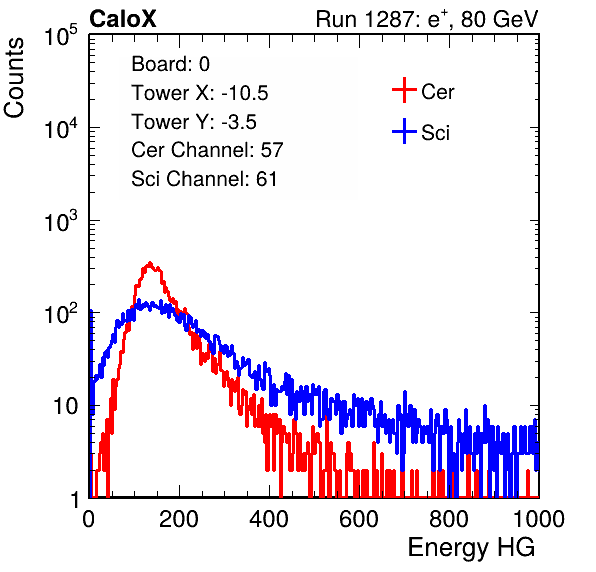 CaloX Run 1287: e⁺, 80 GeV
Counts
Board: 0
Tower X: -10.5
Tower Y: -3.5
Cer Channel: 57
Sci Channel: 61
Cer
Sci
10⁵
10⁴
10³
10²
10
1
0 200 400 600 800 1000
Energy HG